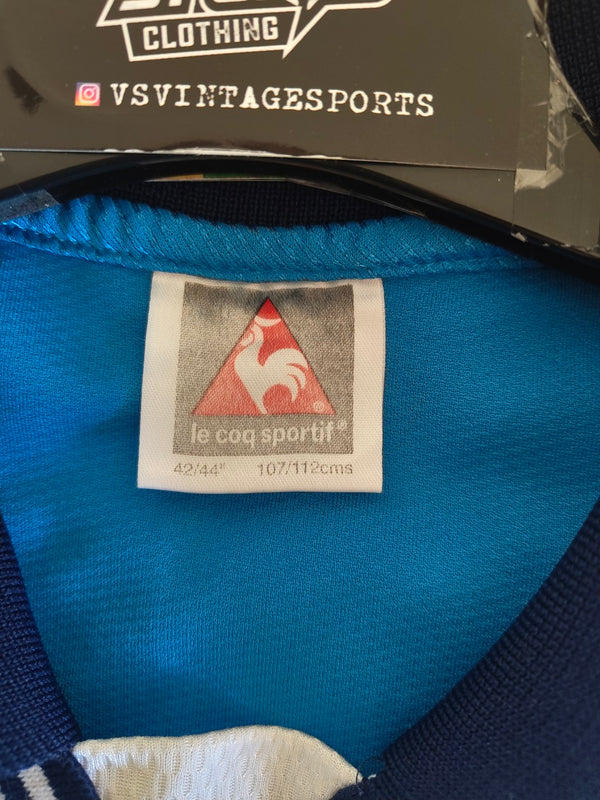 CLOTHING
VSVINTAGESPORTS
le coq sportif®
42/44" 107/112cms